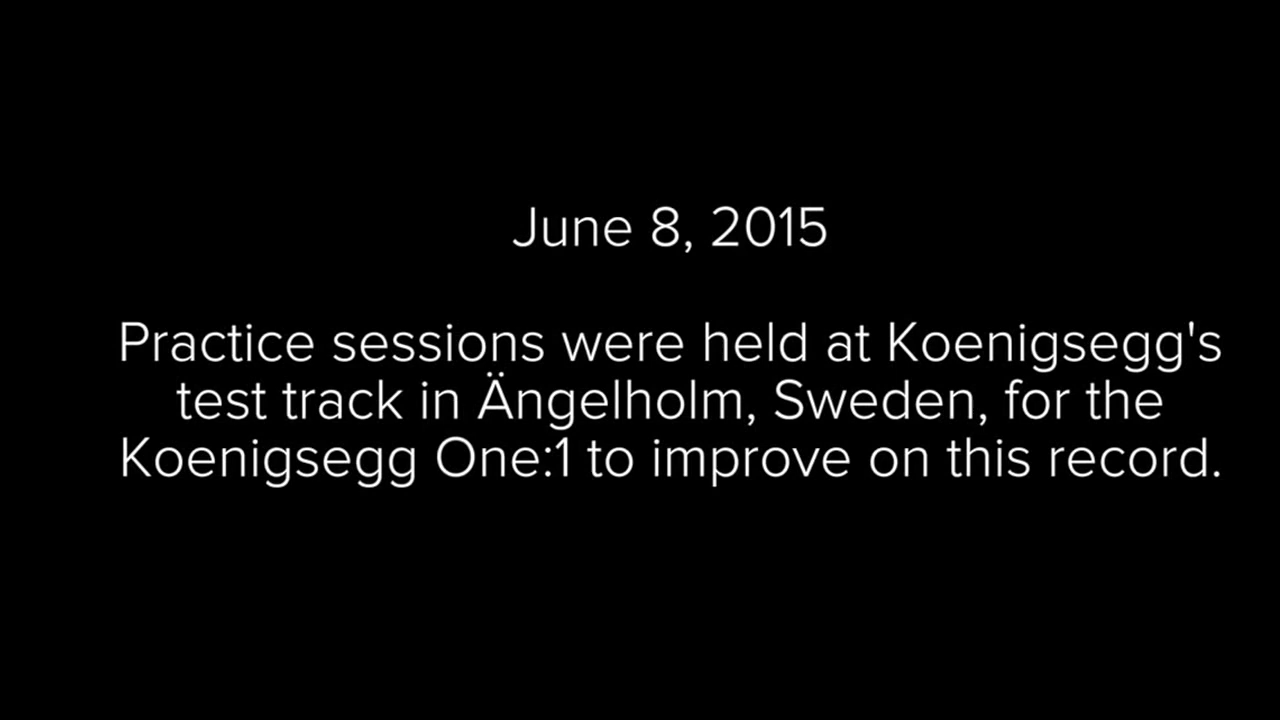 June 8, 2015
Practice sessions were held at Koenigsegg's
test track in Ängelholm, Sweden, for the
Koenigsegg One:1 to improve on this record.